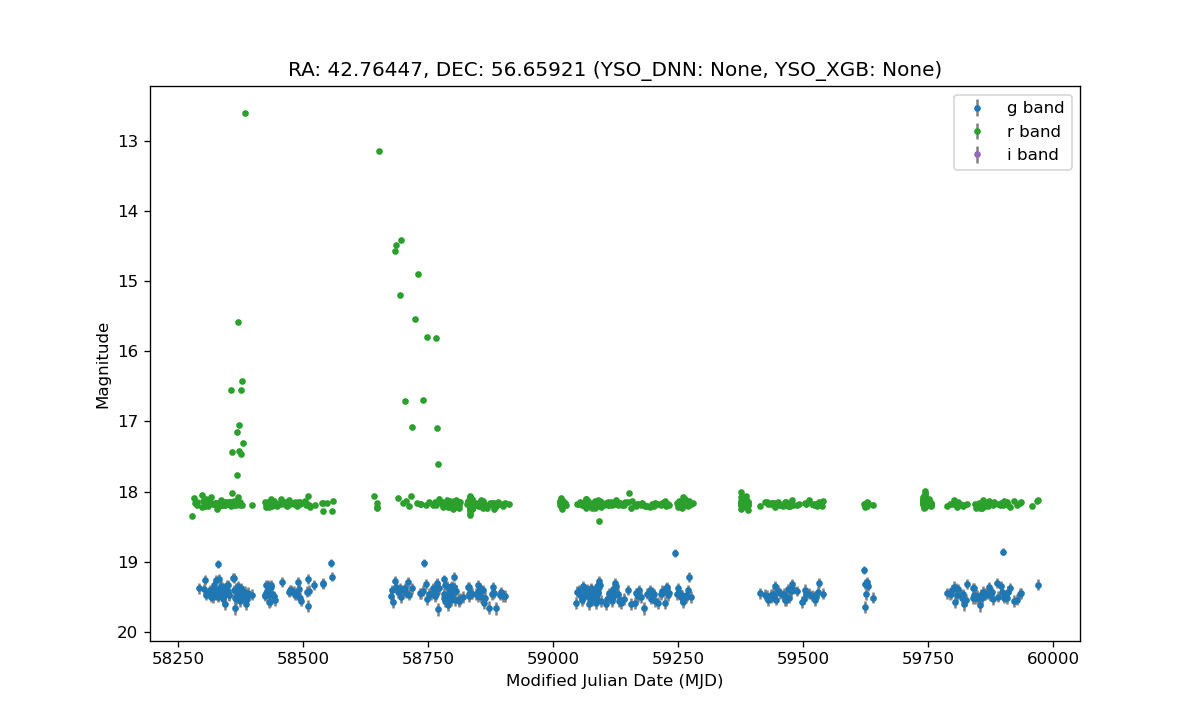 RA: 42.76447, DEC: 56.65921 (YSO_DNN: None, YSO_XGB: None)
g band
r band
i band
13
14
15
16
17
18
19
20
Magnitude
58250 58500 58750 59000 59250 59500 59750 60000
Modified Julian Date (MJD)